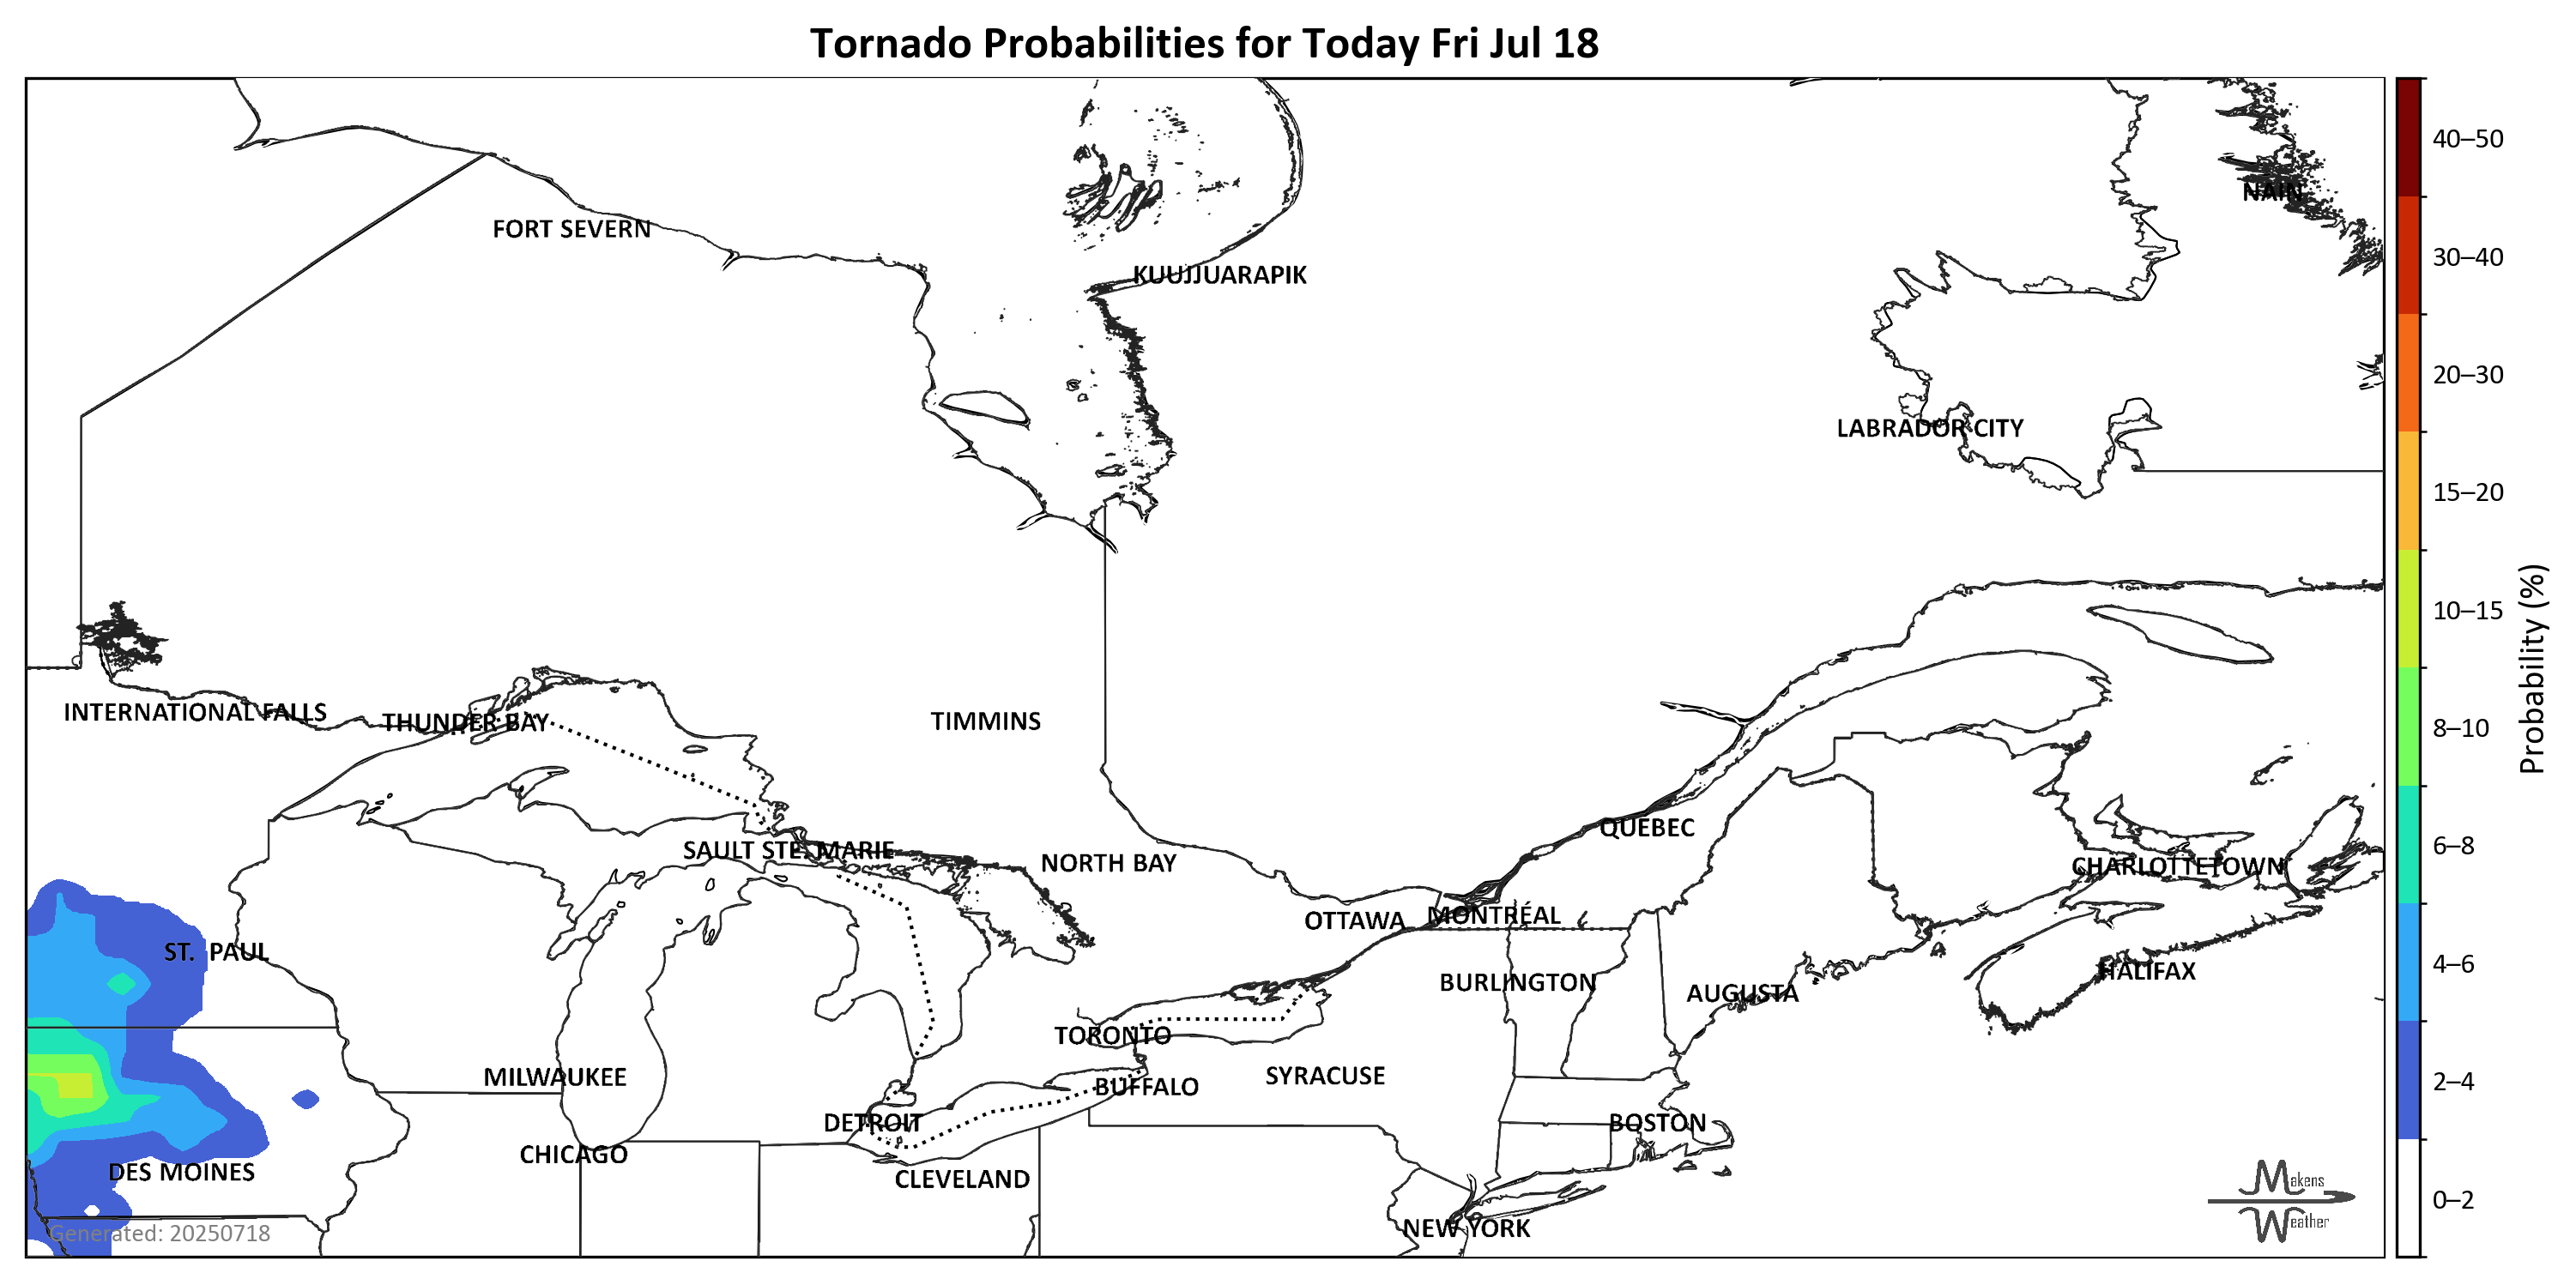 Tornado Probabilities for Today Fri Jul 18
40–50
NAIN
FORT SEVERN
30–40
KUUJJUARAPIK
20–30
LABRADOR CITY
15–20
10–15
Probability (%)
INTERNATIONAL FALLS
THUNDER BAY
TIMMINS
8–10
QUÉBEC
6–8
SAULT STE. MARIE
NORTH BAY
CHARLOTTETOWN
OTTAWA
MONTRÉAL
ST. PAUL
4–6
HALIFAX
BURLINGTON
AUGUSTA
TORONTO
MILWAUKEE
SYRACUSE
2–4
BUFFALO
DETROIT
BOSTON
CHICAGO
DES MOINES
CLEVELAND
Makens
0–2
Weather
NEW YORK
Generated: 20250718